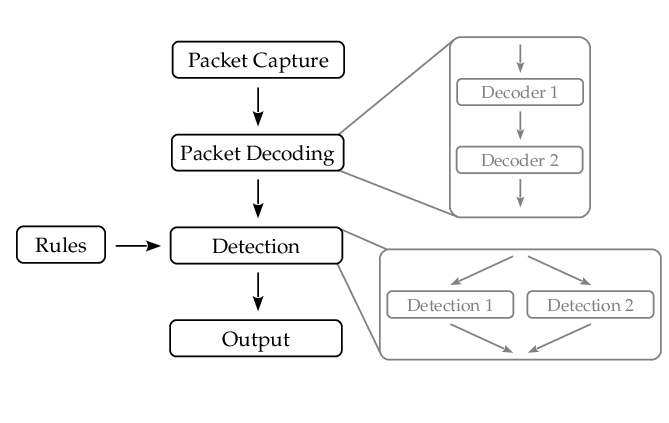 Packet Capture
Decoder 1
Packet Decoding
Decoder 2
Rules
Detection
Detection 1
Detection 2
Output